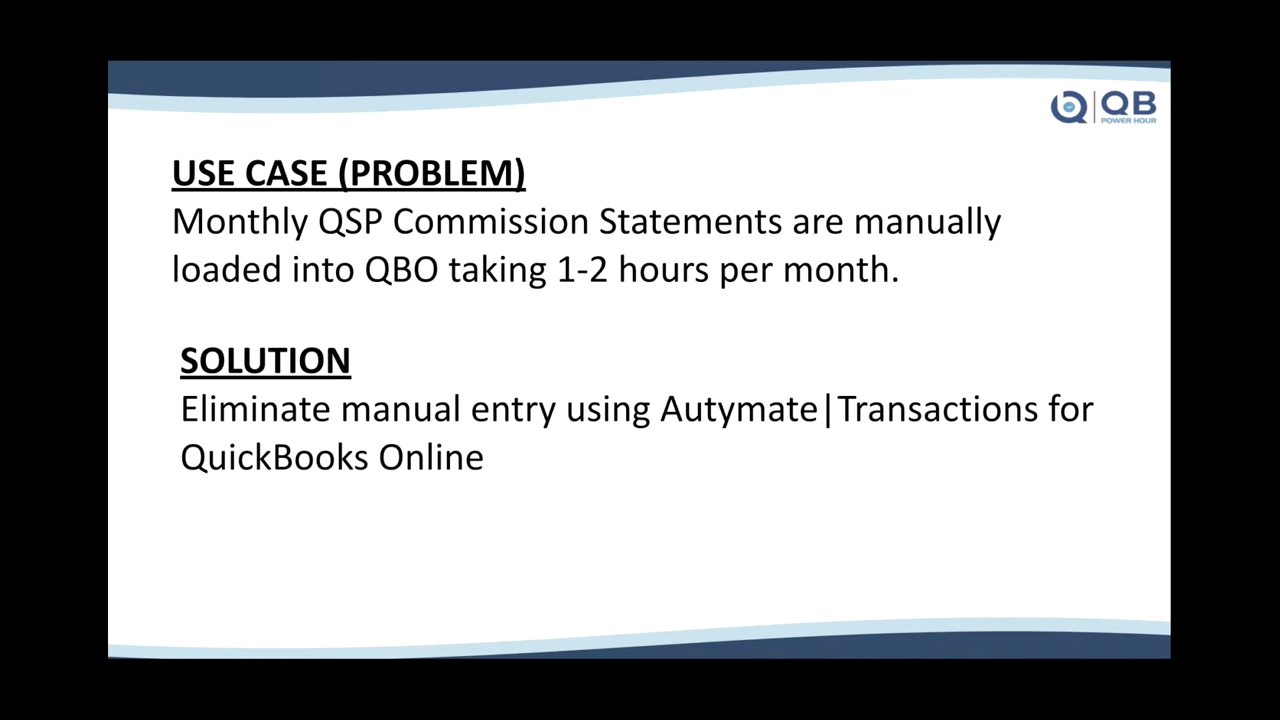 QB
POWER HOUR
USE CASE (PROBLEM)
Monthly QSP Commission Statements are manually
loaded into QBO taking 1-2 hours per month.
SOLUTION
Eliminate manual entry using Autymate|Transactions for
QuickBooks Online